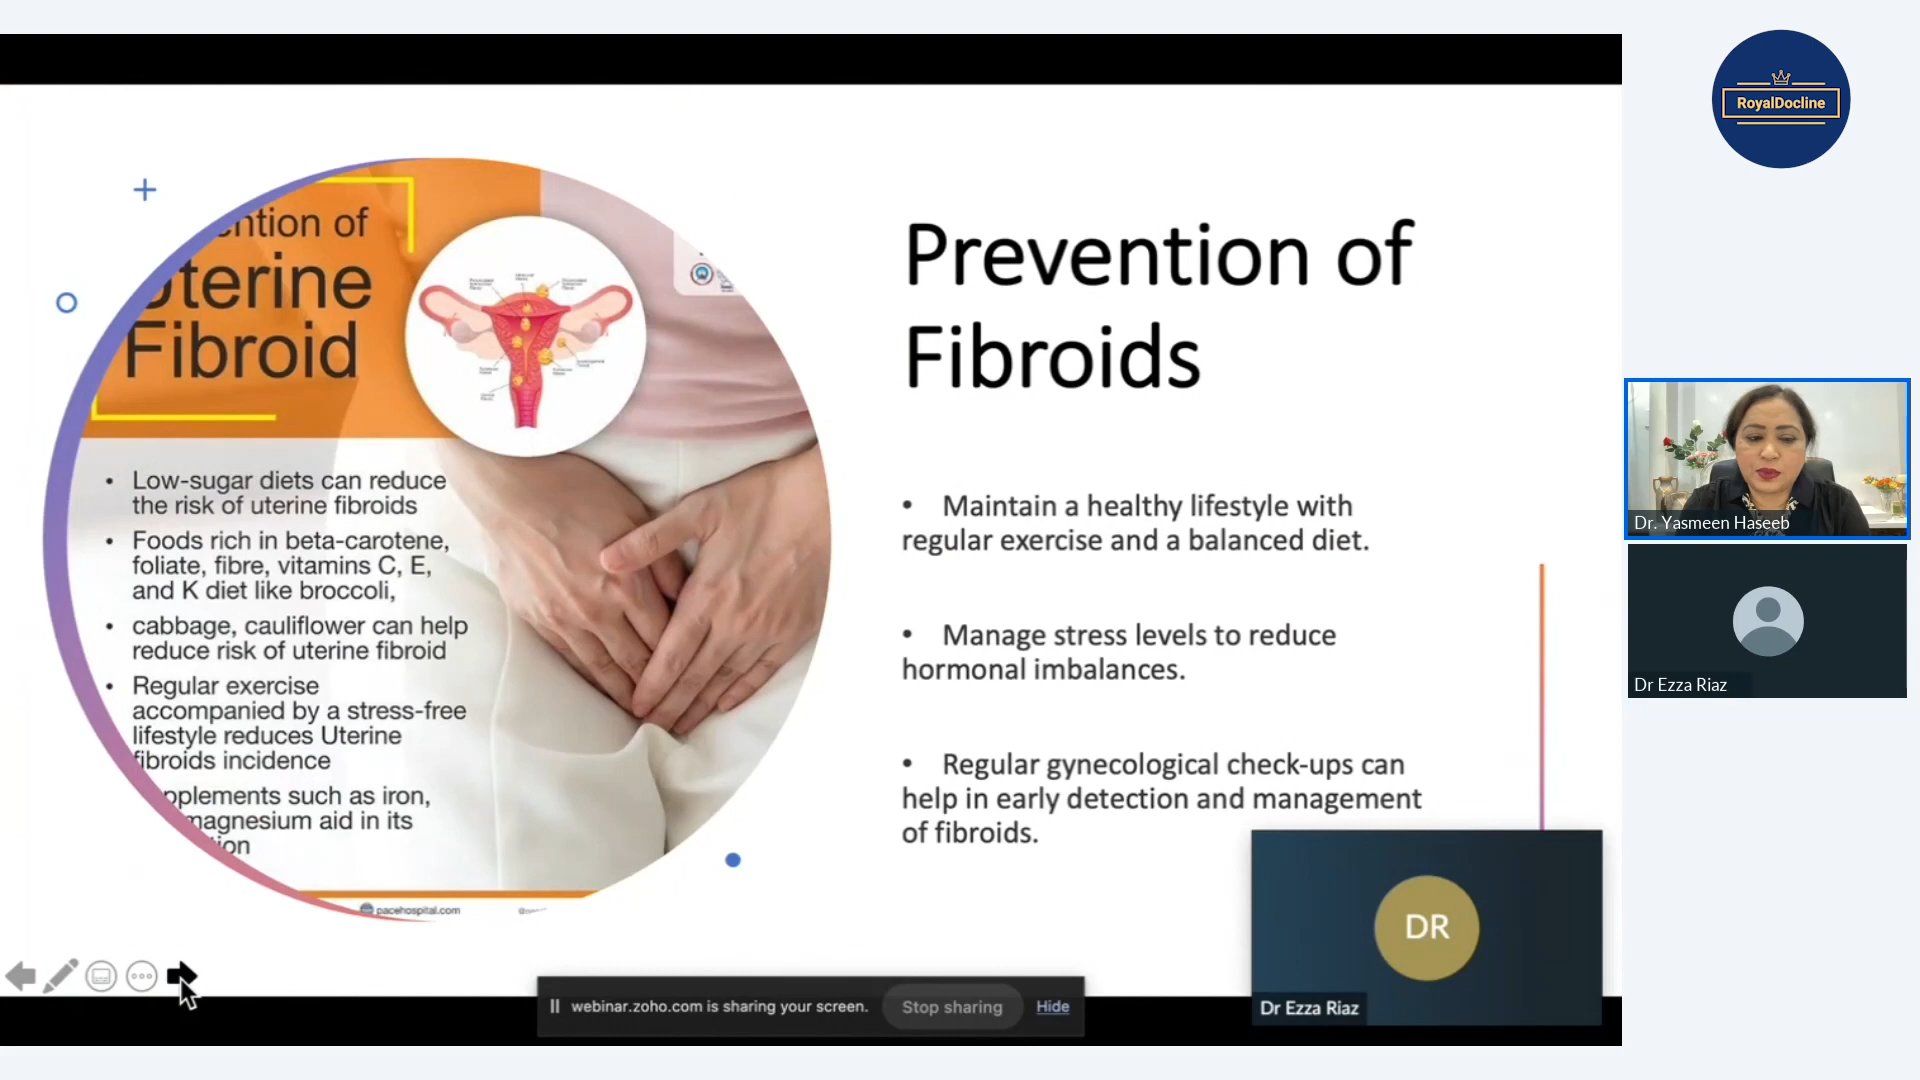 RoyalDocline
ntion of
terine
Fibroid
• Low-sugar diets can reduce
the risk of uterine fibroids
• Foods rich in beta-carotene,
foliate, fibre, vitamins C, E,
and K diet like broccoli,
• cabbage, cauliflower can help
reduce risk of uterine fibroid
• Regular exercise
accompanied by a stress-free
lifestyle reduces Uterine
fibroids incidence
pplements such as iron,
magnesium aid in its
ion
pacehospital.com
Prevention of
Fibroids
• Maintain a healthy lifestyle with
regular exercise and a balanced diet.
• Manage stress levels to reduce
hormonal imbalances.
• Regular gynecological check-ups can
help in early detection and management
of fibroids.
DR
Dr Ezza Riaz
webinar.zoho.com is sharing your screen.
Stop sharing
Hide
Dr. Yasmeen Haseeb
Dr Ezza Riaz